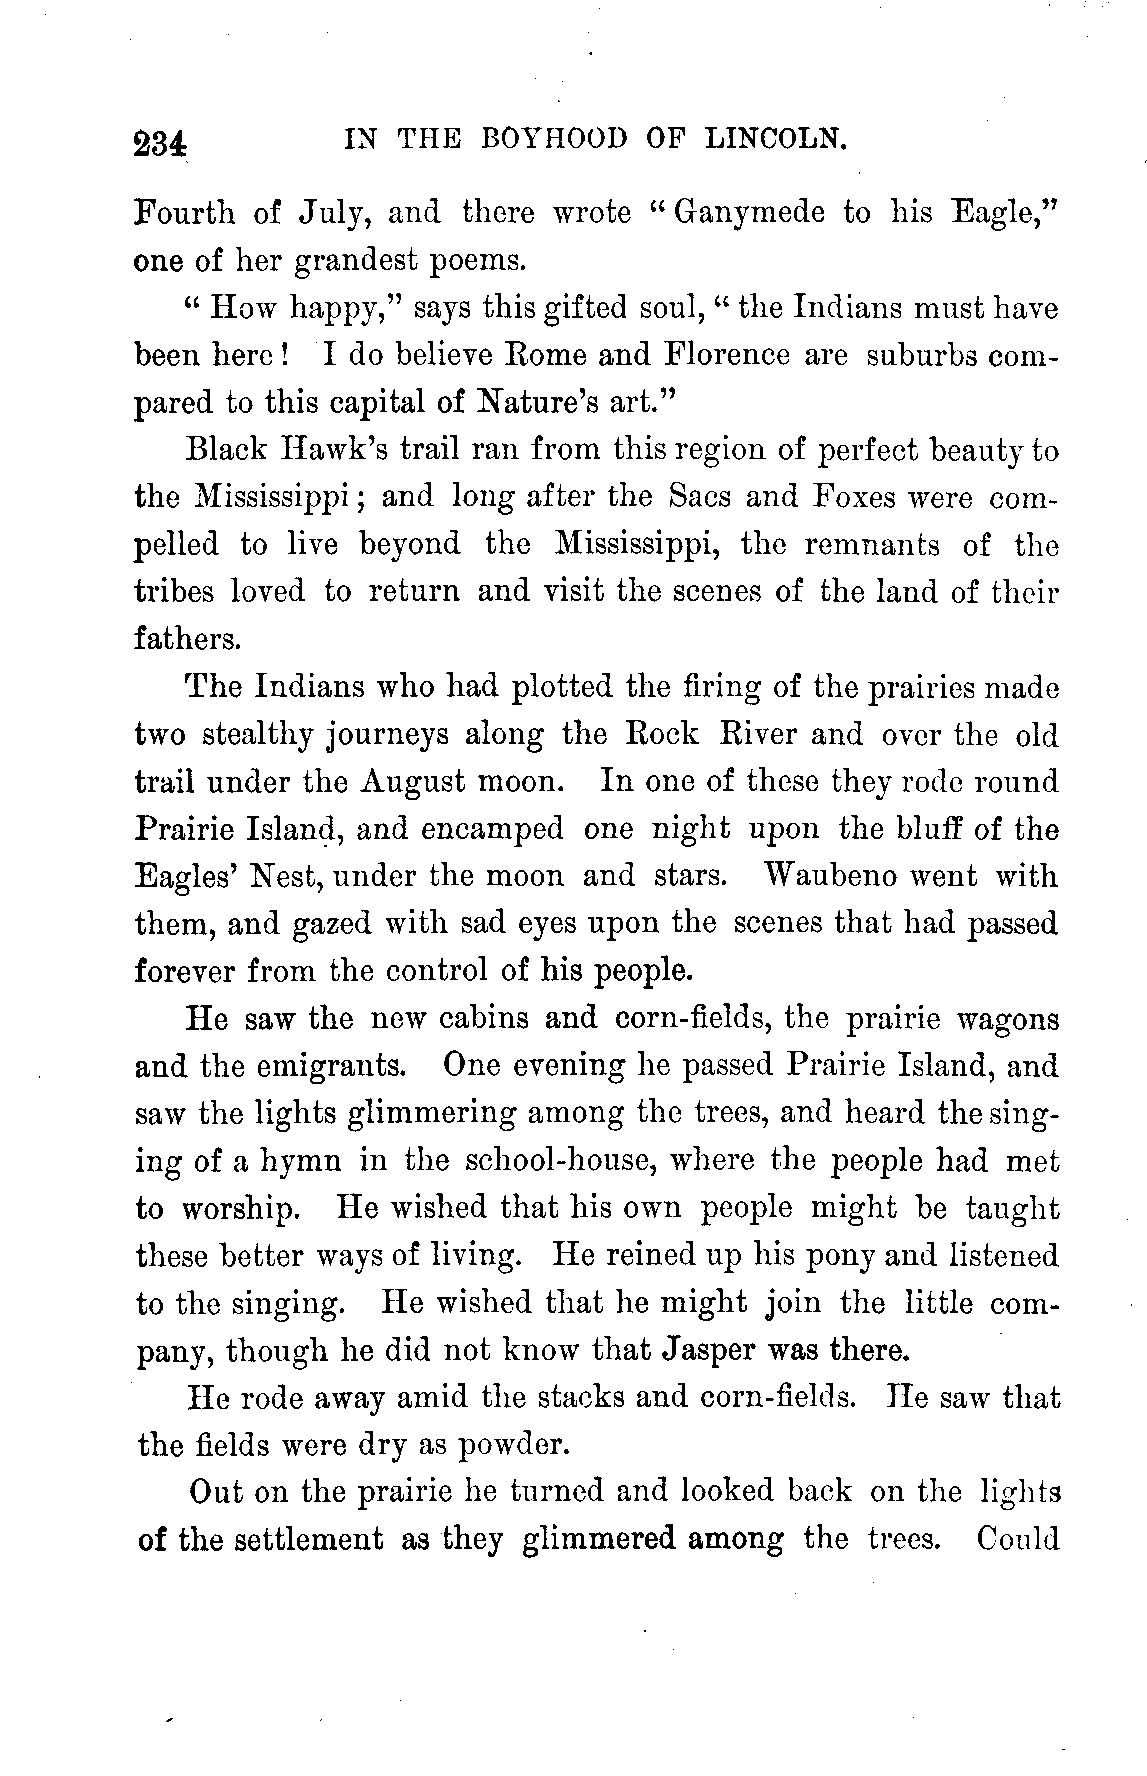 234 IN THE BOYHOOD OF LINCOLN.
Fourth of July, and there wrote “ Ganymede to his Eagle,”
one of her grandest poems.
“ How happy,” says this gifted soul, “ the Indians must have
been here ! I do believe Rome and Florence are suburbs com-
pared to this capital of Nature’s art.”
Black Hawk’s trail ran from this region of perfect beauty to
the Mississippi ; and long after the Sacs and Foxes were com-
pelled to live beyond the Mississippi, the remnants of the
tribes loved to return and visit the scenes of the land of their
fathers.
The Indians who had plotted the firing of the prairies made
two stealthy journeys along the Rock River and over the old
trail under the August moon. In one of these they rode round
Prairie Island, and encamped one night upon the bluff of the
Eagles’ Nest, under the moon and stars. Waubeno went with
them, and gazed with sad eyes upon the scenes that had passed
forever from the control of his people.
He saw the new cabins and corn-fields, the prairie wagons
and the emigrants. One evening he passed Prairie Island, and
saw the lights glimmering among the trees, and heard the sing-
ing of a hymn in the school-house, where the people had met
to worship. He wished that his own people might be taught
these better ways of living. He reined up his pony and listened
to the singing. He wished that he might join the little com-
pany, though he did not know that Jasper was there.
He rode away amid the stacks and corn-fields. He saw that
the fields were dry as powder.
Out on the prairie he turned and looked back on the lights
of the settlement as they glimmered among the trees. Could